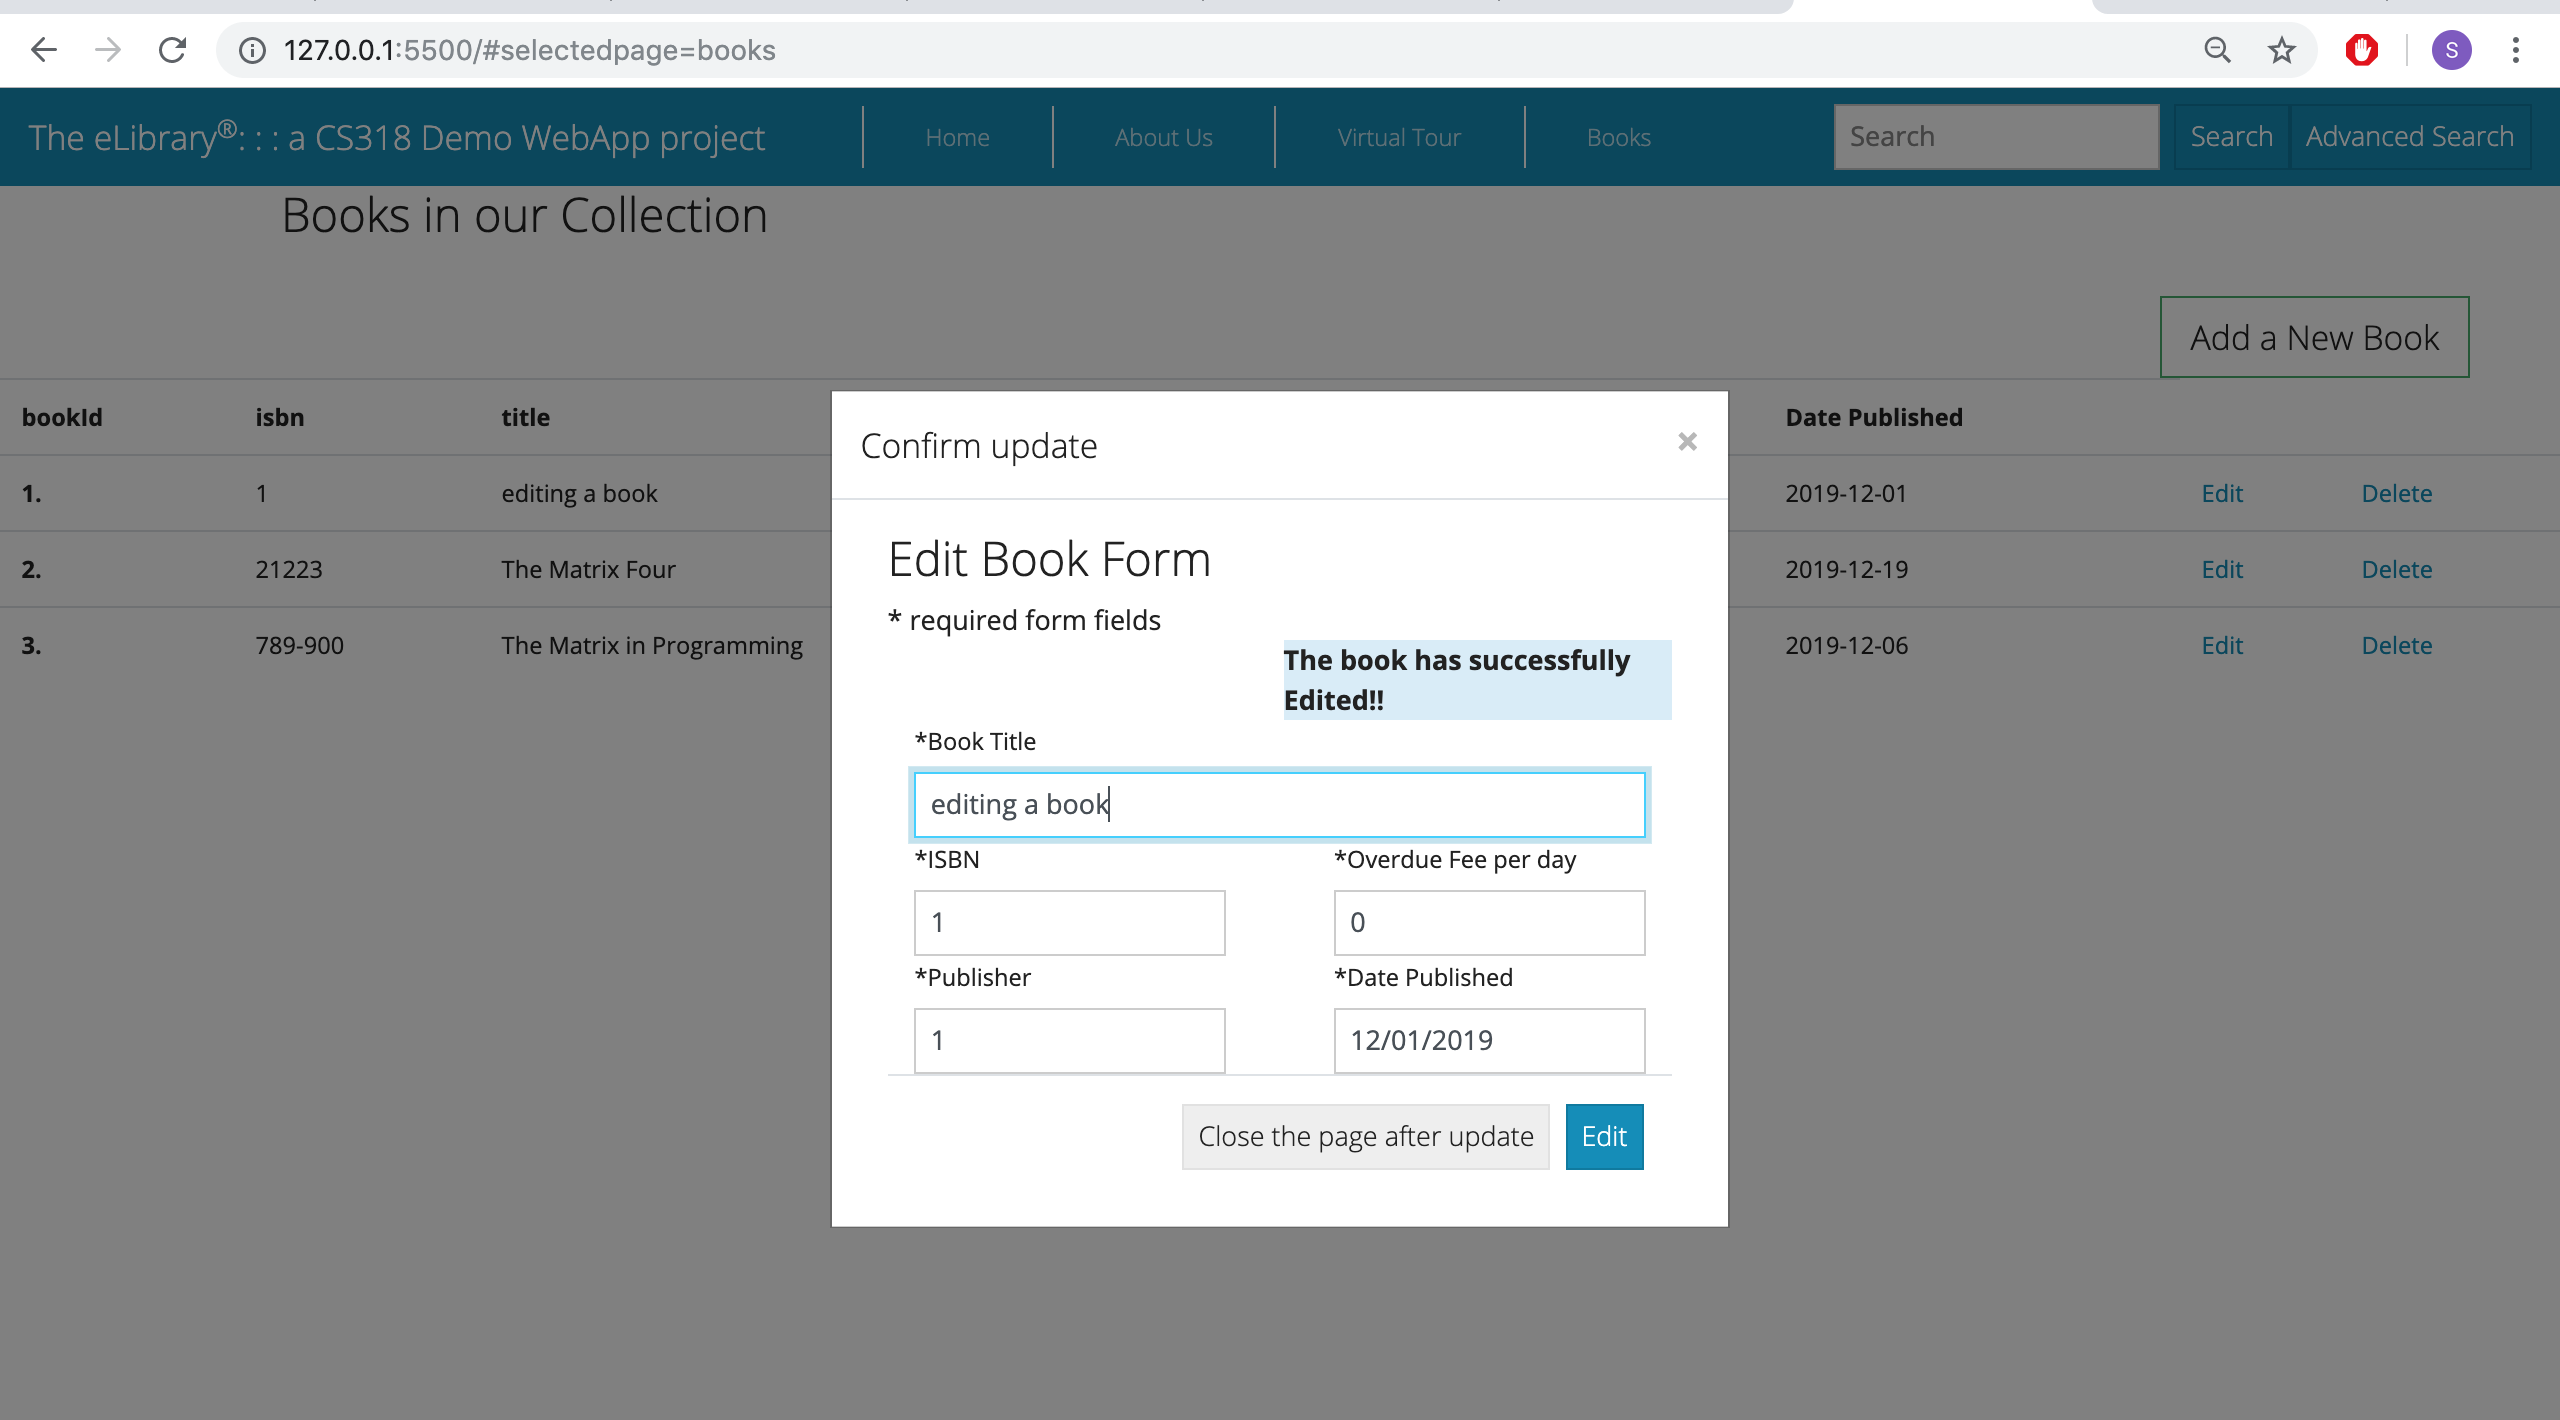 127.0.0.1:5500/#selectedpage=books
S
The eLibrary®: : : a CS318 Demo WebApp project
Home
About Us
Virtual Tour
Books
Search
Search
Advanced Search
Books in our Collection
Add a New Book
bookId isbn title Date Published
1. 1 editing a book 2019-12-01 Edit Delete
2. 21223 The Matrix Four 2019-12-19 Edit Delete
3. 789-900 The Matrix in Programming 2019-12-06 Edit Delete
Confirm update
×
Edit Book Form
* required form fields
The book has successfully
Edited!!
*Book Title
editing a book
*ISBN *Overdue Fee per day
1 0
*Publisher *Date Published
1 12/01/2019
Close the page after update
Edit